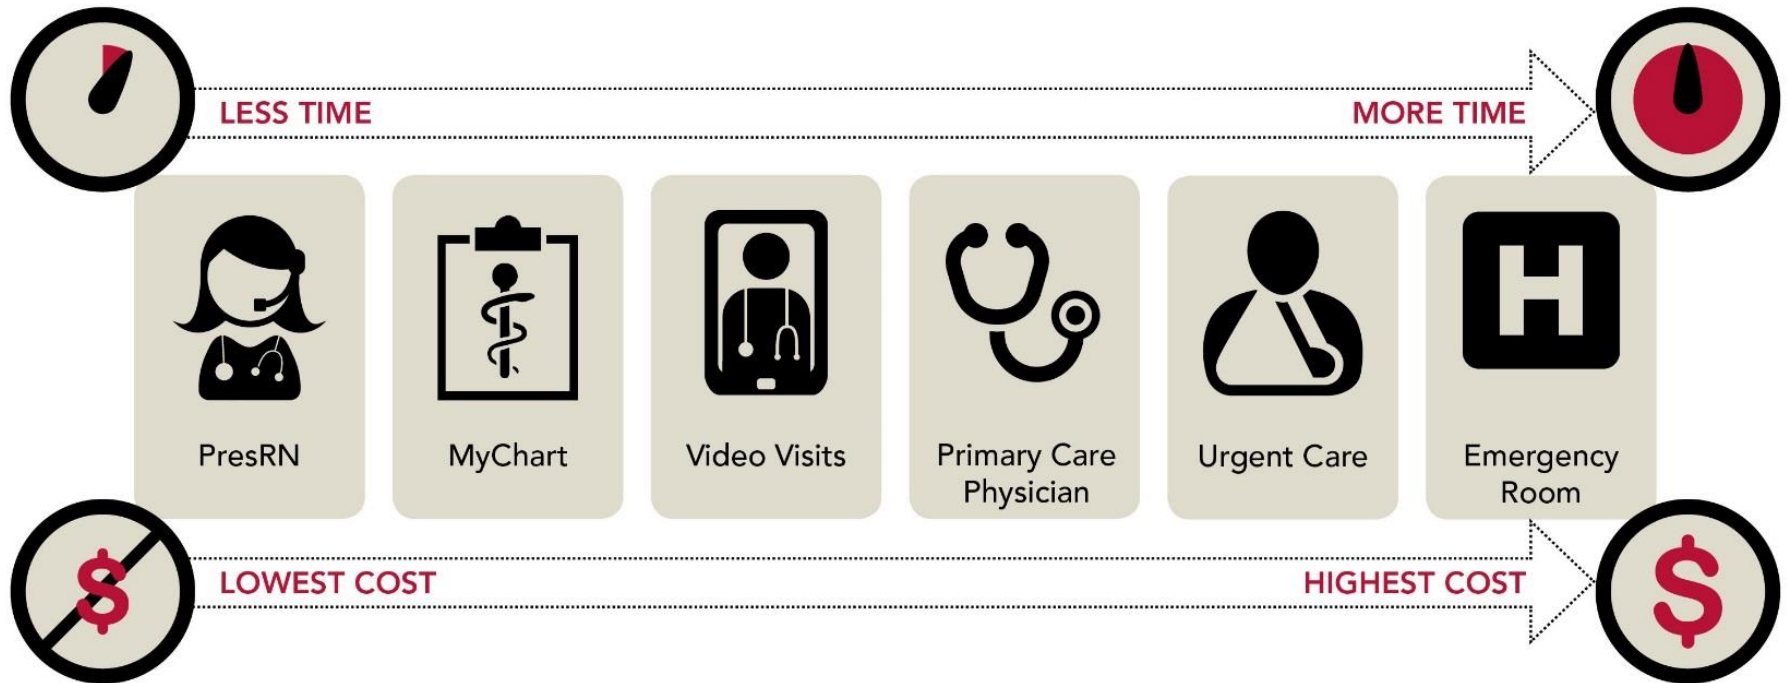 LESS TIME
MORE TIME
PresRN
MyChart
Video Visits
Primary Care
Physician
Urgent Care
H
Emergency
Room
$
LOWEST COST
HIGHEST COST
$